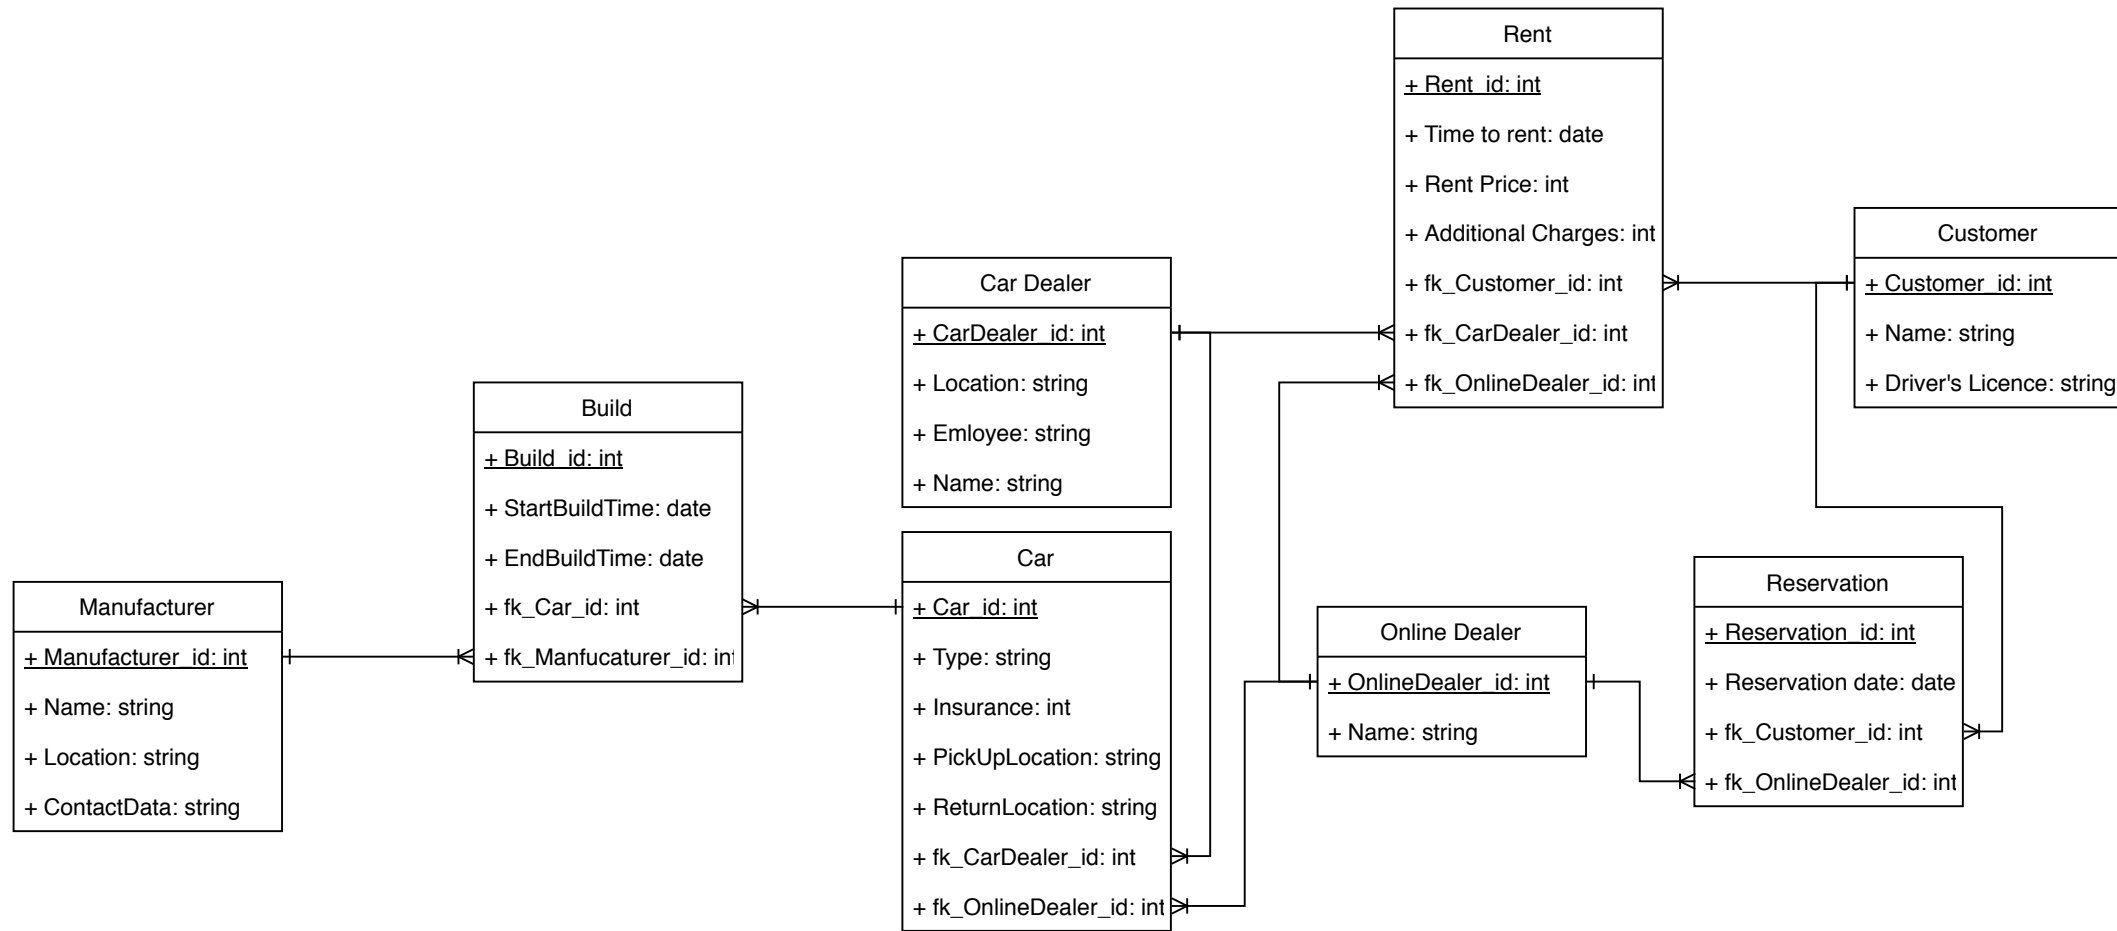 Rent
+ Rent_id: int
+ Time to rent: date
+ Rent Price: int
+ Additional Charges: int
+ fk_Customer_id: int
+ fk_CarDealer_id: int
+ fk_OnlineDealer_id: int
Customer
+ Customer_id: int
+ Name: string
+ Driver's Licence: string
Car Dealer
+ CarDealer_id: int
+ Location: string
+ Emloyee: string
+ Name: string
Build
+ Build_id: int
+ StartBuildTime: date
+ EndBuildTime: date
+ fk_Car_id: int
+ fk_Manfucaturer_id: int
Car
+ Car_id: int
+ Type: string
+ Insurance: int
+ PickUpLocation: string
+ ReturnLocation: string
+ fk_CarDealer_id: int
+ fk_OnlineDealer_id: int
Manufacturer
+ Manufacturer_id: int
+ Name: string
+ Location: string
+ ContactData: string
Online Dealer
+ OnlineDealer_id: int
+ Name: string
Reservation
+ Reservation_id: int
+ Reservation date: date
+ fk_Customer_id: int
+ fk_OnlineDealer_id: int